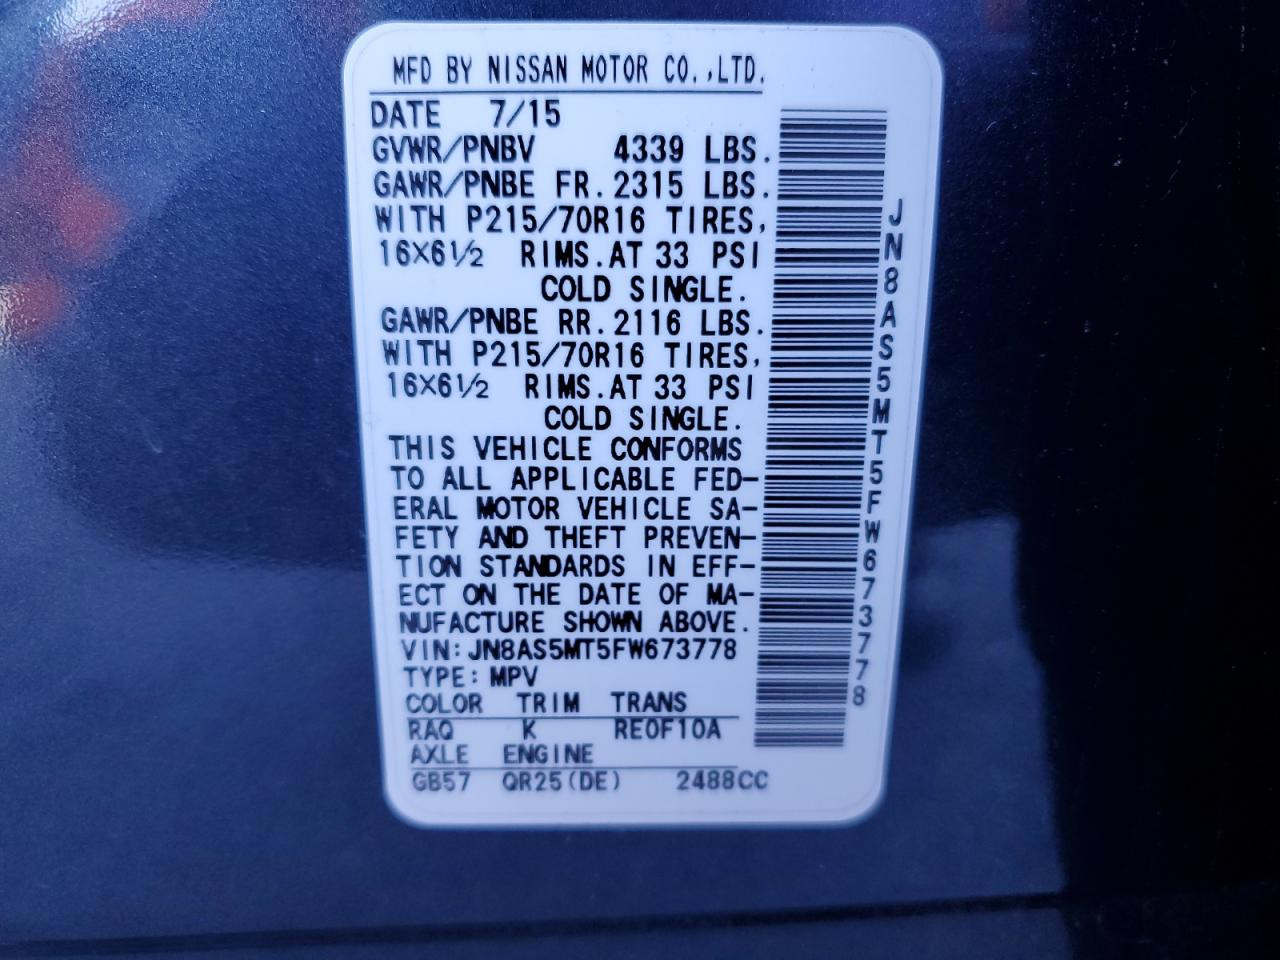 MFD BY NISSAN MOTOR CO.,LTD.
DATE 7/15
GVWR/PNBV 4339 LBS.
GAWR/PNBE FR.2315 LBS.
WITH P215/70R16 TIRES,
16×6½ RIMS.AT 33 PSI
COLD SINGLE.
GAWR/PNBE RR.2116 LBS.
WITH P215/70R16 TIRES,
16×6½ RIMS.AT 33 PSI
COLD SINGLE.
THIS VEHICLE CONFORMS
TO ALL APPLICABLE FED-
ERAL MOTOR VEHICLE SA-
FETY AND THEFT PREVEN-
TION STANDARDS IN EFF-
ECT ON THE DATE OF MA-
NUFACTURE SHOWN ABOVE.
VIN:JN8AS5MT5FW673778
TYPE:MPV
COLOR TRIM TRANS
RAQ K RE0F10A
AXLE ENGINE
GB57 QR25(DE) 2488CC
JN8AS5MT5FW673778